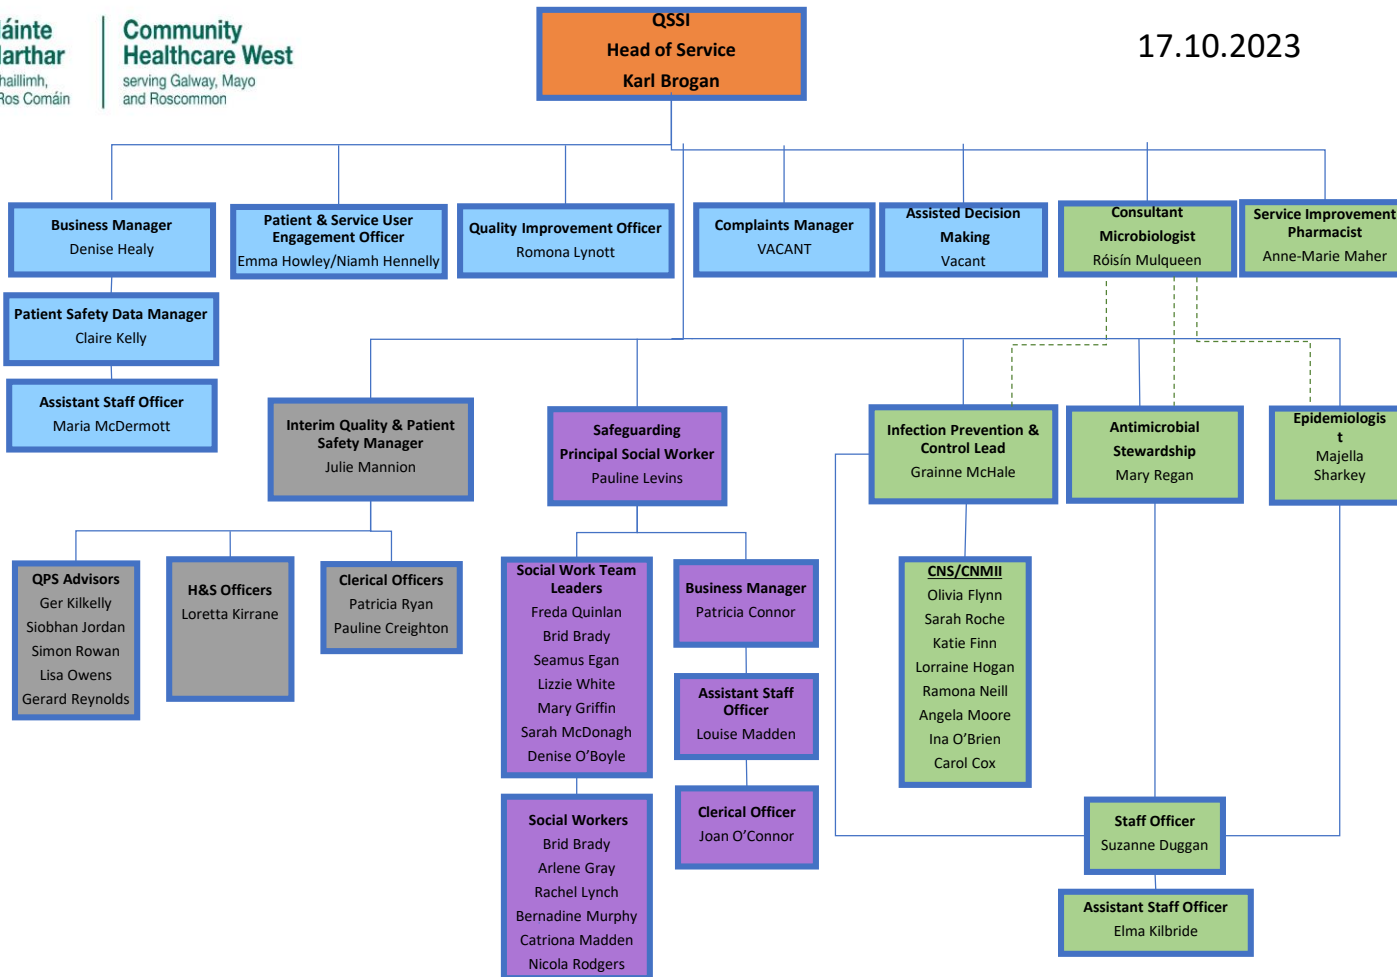 áinte
arthar
haillimh,
Ros Comáin
Community
Healthcare West
serving Galway, Mayo
and Roscommon
QSSI
Head of Service
Karl Brogan
17.10.2023
Business Manager
Denise Healy
Patient & Service User
Engagement Officer
Emma Howley/Niamh Hennelly
Quality Improvement Officer
Romona Lynott
Complaints Manager
VACANT
Assisted Decision
Making
Vacant
Consultant
Microbiologist
Róisín Mulqueen
Service Improvement
Pharmacist
Anne-Marie Maher
Patient Safety Data Manager
Claire Kelly
Assistant Staff Officer
Maria McDermott
Interim Quality & Patient
Safety Manager
Julie Mannion
Safeguarding
Principal Social Worker
Pauline Levins
Infection Prevention &
Control Lead
Grainne McHale
Antimicrobial
Stewardship
Mary Regan
Epidemiologis
t
Majella
Sharkey
QPS Advisors
Ger Kilkelly
Siobhan Jordan
Simon Rowan
Lisa Owens
Gerard Reynolds
H&S Officers
Loretta Kirrane
Clerical Officers
Patricia Ryan
Pauline Creighton
Social Work Team
Leaders
Freda Quinlan
Brid Brady
Seamus Egan
Lizzie White
Mary Griffin
Sarah McDonagh
Denise O’Boyle
Business Manager
Patricia Connor
Assistant Staff
Officer
Louise Madden
Clerical Officer
Joan O’Connor
Social Workers
Brid Brady
Arlene Gray
Rachel Lynch
Bernadine Murphy
Catriona Madden
Nicola Rodgers
CNS/CNMII
Olivia Flynn
Sarah Roche
Katie Finn
Lorraine Hogan
Ramona Neill
Angela Moore
Ina O’Brien
Carol Cox
Staff Officer
Suzanne Duggan
Assistant Staff Officer
Elma Kilbride